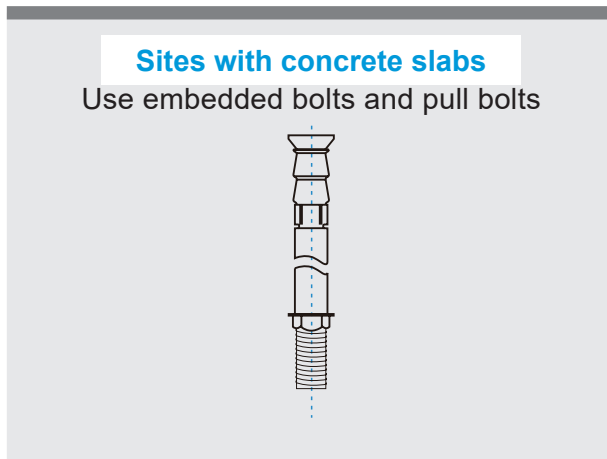 Sites with concrete slabs
Use embedded bolts and pull bolts